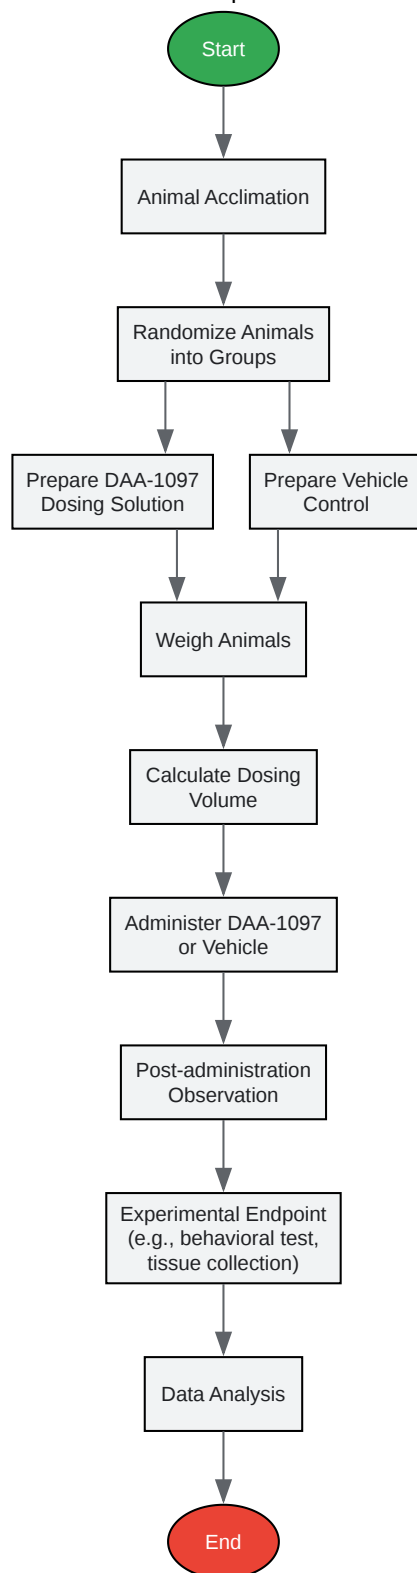 Start
Animal Acclimation
Randomize Animals
into Groups
Prepare DAA-1097
Dosing Solution
Prepare Vehicle
Control
Weigh Animals
Calculate Dosing
Volume
Administer DAA-1097
or Vehicle
Post-administration
Observation
Experimental Endpoint
(e.g., behavioral test,
tissue collection)
Data Analysis
End